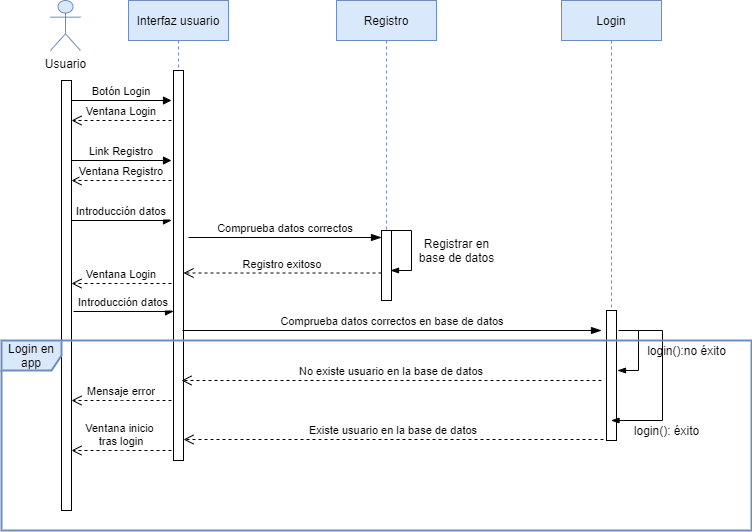 Interfaz usuario
Registro
Login
Usuario
Botón Login
Ventana Login
Link Registro
Ventana Registro
Introducción datos
Comprueba datos correctos
Registrar en
base de datos
Registro exitoso
Ventana Login
Introducción datos
Comprueba datos correctos en base de datos
Login en
app
login():no éxito
No existe usuario en la base de datos
Mensaje error
Ventana inicio
tras login
Existe usuario en la base de datos
login(): éxito